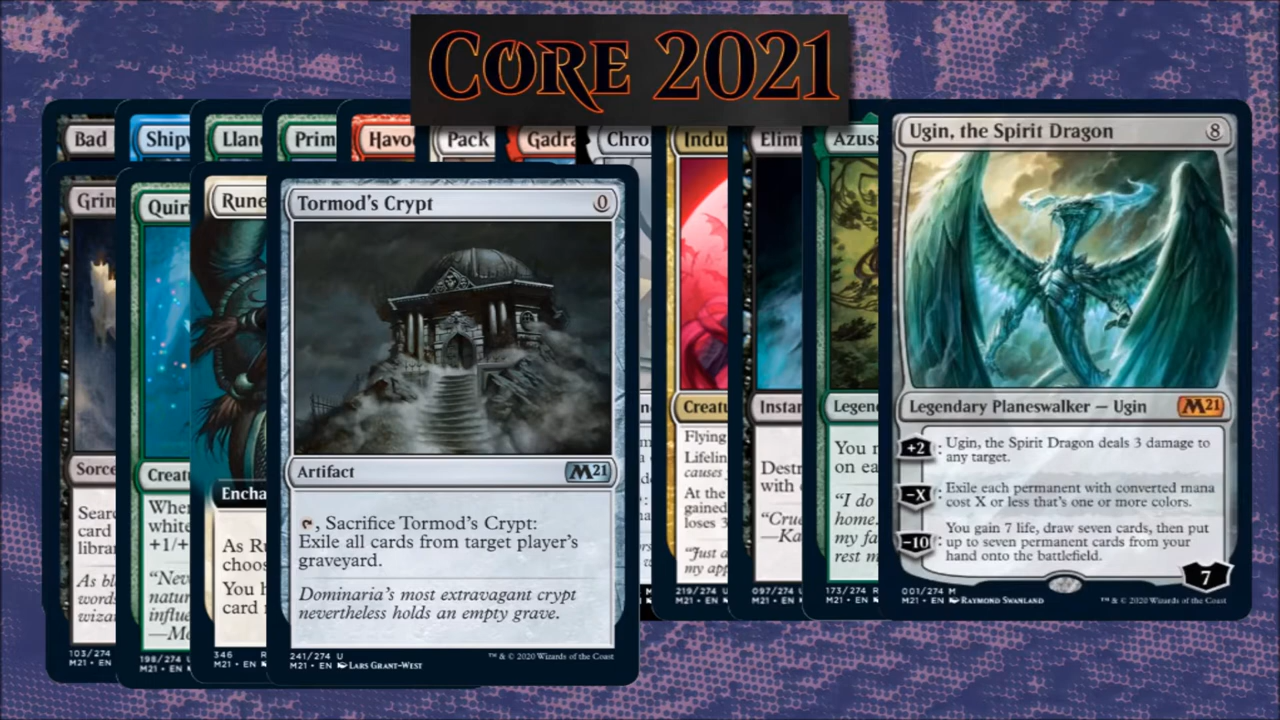 CORE 2021
Bad
Shipw
Llan
Prim
Havoc
Pack
Gadra
Chro
Indu
Elim
Azusa
Grim
Quiri
Rune
Tormod's Crypt
0
Artifact
M21
, Sacrifice Tormod's Crypt:
Exile all cards from target player's
graveyard.
Dominaria's most extravagant crypt
nevertheless holds an empty grave.
241/274 U
M21 • EN LARS GRANT-WEST
™ & © 2020 Wizards of the Coast
Sorce
Sear
card
librar
As bl
words
wizar
103/274
M21 • EN
Creat
When
white
+1/+
"Nev
natur
influe
—Me
198/274 U
M21 • EN
Encha
As Ru
choos
You h
card
346 R
M21 • EN
Creatu
Flying
Lifelin
causes
At the
gained
loses 3
"Just a
my app
219/274 U
M21 • EN
Instan
Destr
with
"Crue
—Ka
097/274 U
M21 • EN
Legend
You m
on ea
"I do
home.
my fa
rest m
173/274 R
M21 • EN
Ugin, the Spirit Dragon
8
Legendary Planeswalker — Ugin
M21
+2: Ugin, the Spirit Dragon deals 3 damage to
any target.
−X: Exile each permanent with converted mana
cost X or less that's one or more colors.
−10: You gain 7 life, draw seven cards, then put
up to seven permanent cards from your
hand onto the battlefield.
7
001/274 M
M21 • EN RAYMOND SWANLAND
™ & © 2020 Wizards of the Coast